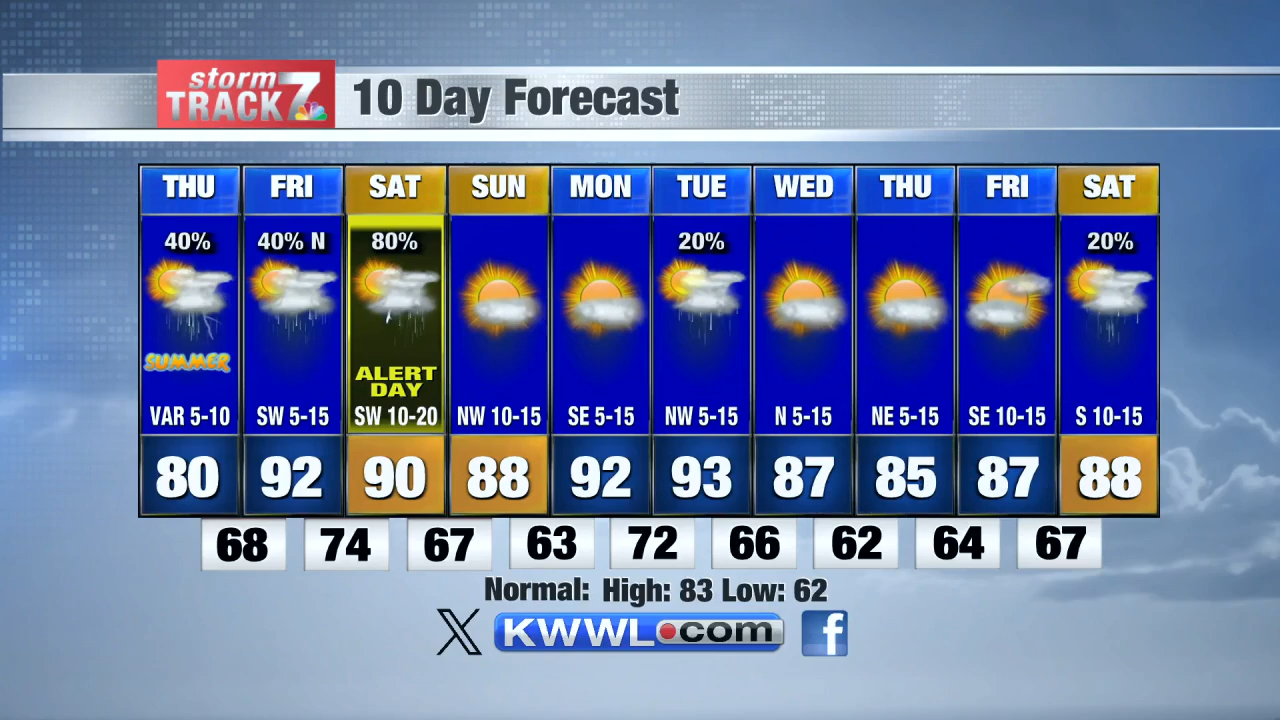 storm
TRACK 7
10 Day Forecast
THU FRI SAT SUN MON TUE WED THU FRI SAT
40% 40% N 80% 20% 20%
SUMMER
ALERT
DAY
VAR 5-10 SW 5-15 SW 10-20 NW 10-15 SE 5-15 NW 5-15 N 5-15 NE 5-15 SE 10-15 S 10-15
80 92 90 88 92 93 87 85 87 88
68 74 67 63 72 66 62 64 67
Normal: High: 83 Low: 62
X KWWL.com f